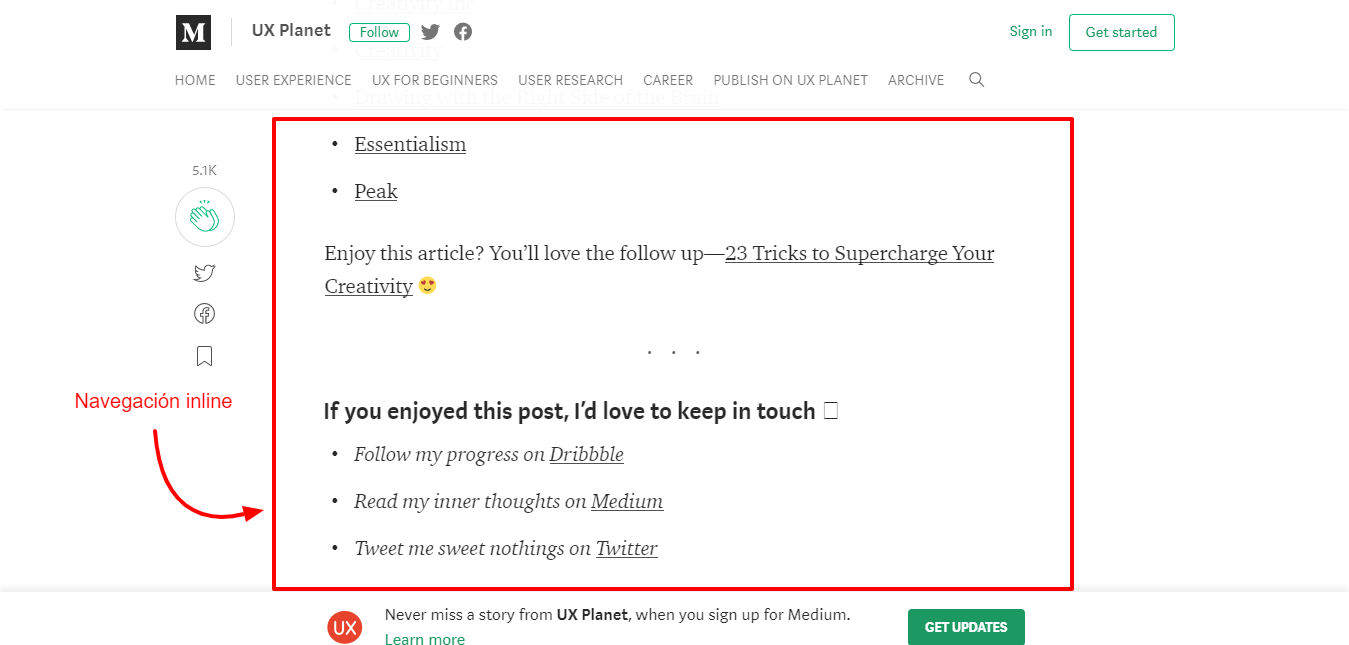 Creativity Inc
M UX Planet Follow Sign in Get started
Creativity
HOME USER EXPERIENCE UX FOR BEGINNERS USER RESEARCH CAREER PUBLISH ON UX PLANET ARCHIVE
• Drawing with the Right Side of the Brain
• Essentialism
5.1K
• Peak
Enjoy this article? You’ll love the follow up—23 Tricks to Supercharge Your
Creativity 😍
· · ·
Navegación inline
If you enjoyed this post, I’d love to keep in touch
• Follow my progress on Dribbble
• Read my inner thoughts on Medium
• Tweet me sweet nothings on Twitter
UX
Never miss a story from UX Planet, when you sign up for Medium.
Learn more
GET UPDATES